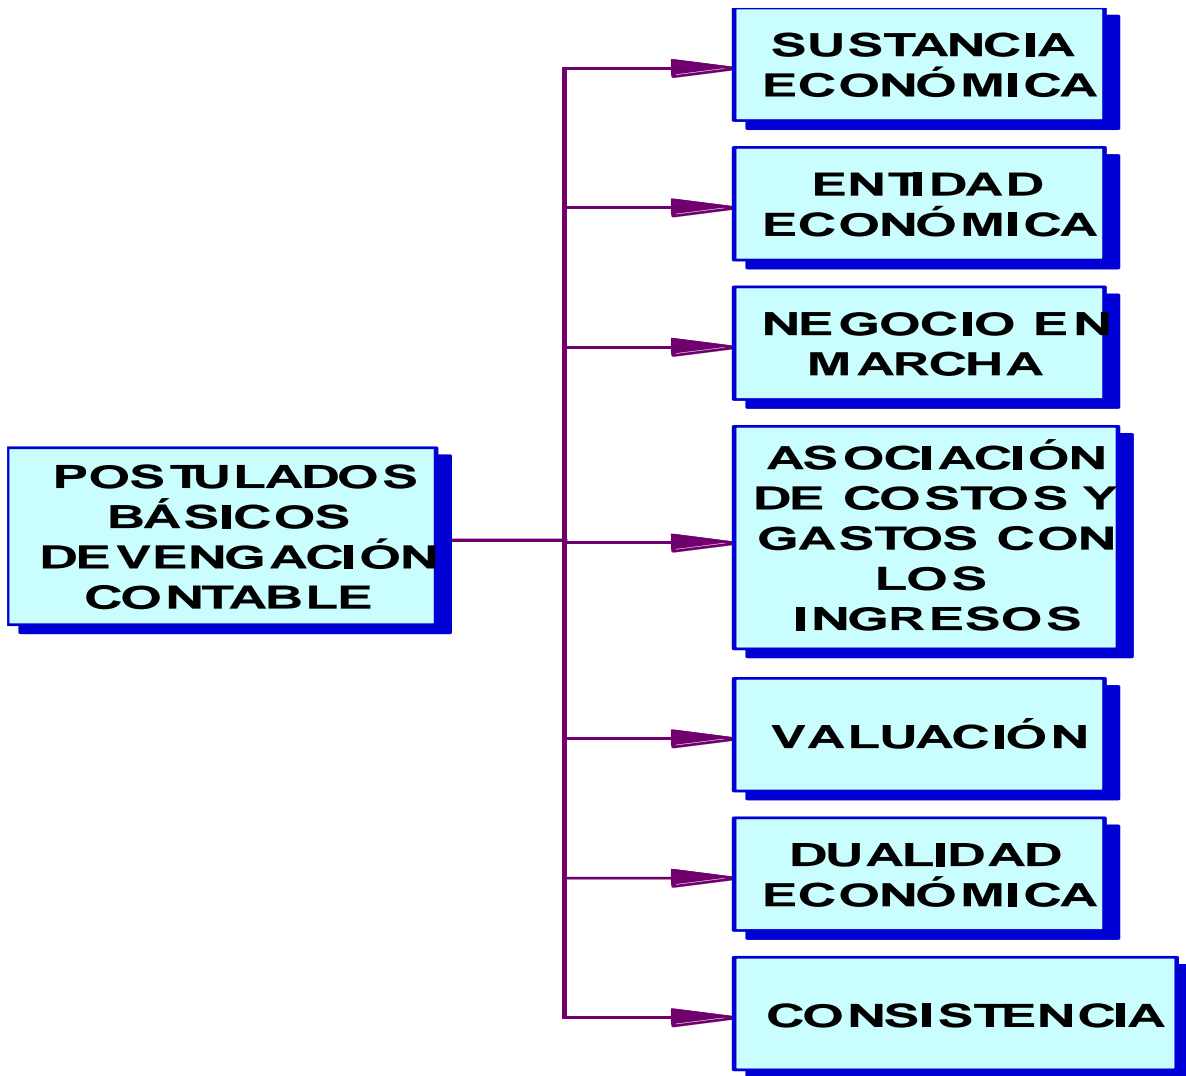 SUSTANCIA
ECONÓMICA
ENTIDAD
ECONÓMICA
NEGOCIO EN
MARCHA
ASOCIACIÓN
DE COSTOS Y
GASTOS CON
LOS
INGRESOS
POSTULADOS
BÁSICOS
DEVENGACIÓN
CONTABLE
VALUACIÓN
DUALIDAD
ECONÓMICA
CONSISTENCIA